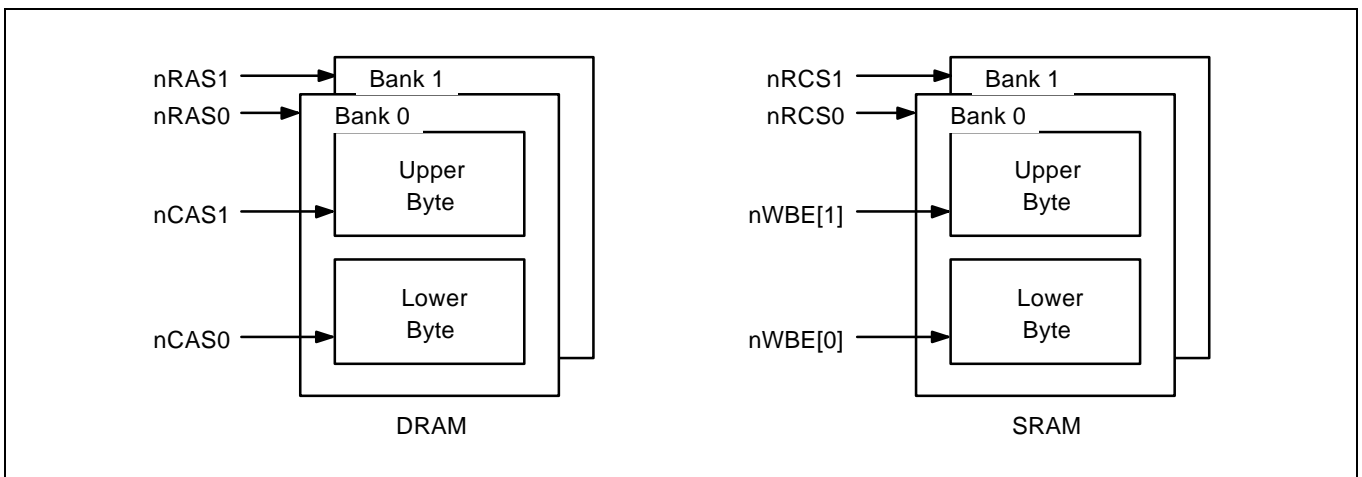 nRAS1
Bank 1
nRAS0
Bank 0
Upper
Byte
nCAS1
Lower
Byte
nCAS0
DRAM
nRCS1
Bank 1
nRCS0
Bank 0
Upper
Byte
nWBE[1]
Lower
Byte
nWBE[0]
SRAM